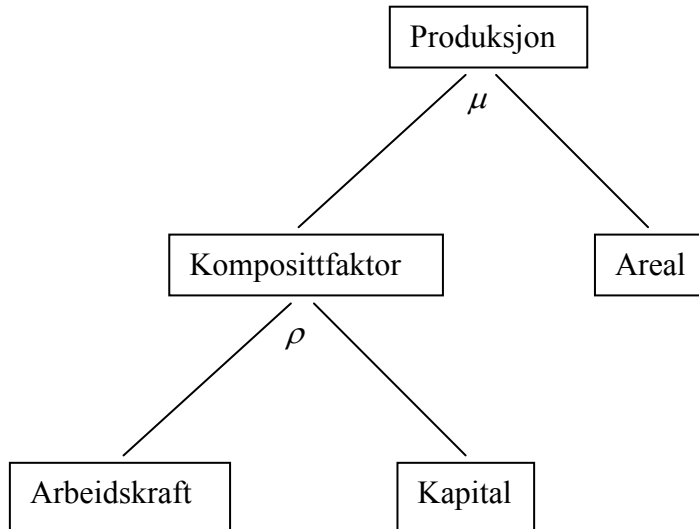 Produksjon
μ
Komposittfaktor
Areal
ρ
Arbeidskraft
Kapital